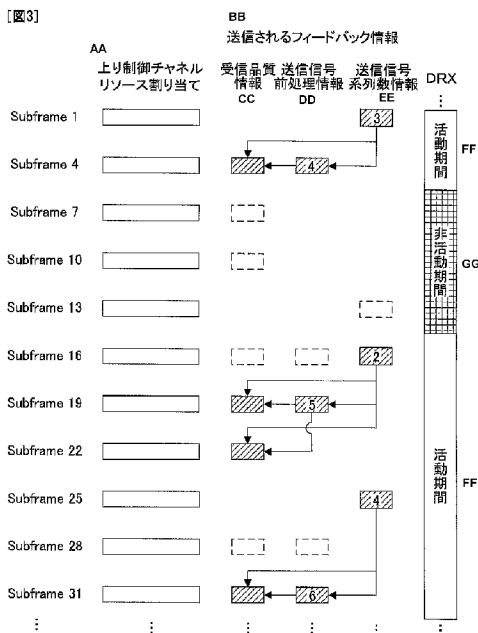 [図3]
BB
送信されるフィードバック情報
AA
上り制御チャネル
リソース割り当て
受信品質
情報
CC
送信信号
前処理情報
DD
送信信号
系列数情報
EE
DRX
Subframe 1
3
活動期間
FF
Subframe 4
4
Subframe 7
非活動期間
GG
Subframe 10
Subframe 13
Subframe 16
2
Subframe 19
5
Subframe 22
活動期間
FF
Subframe 25
4
Subframe 28
Subframe 31
6